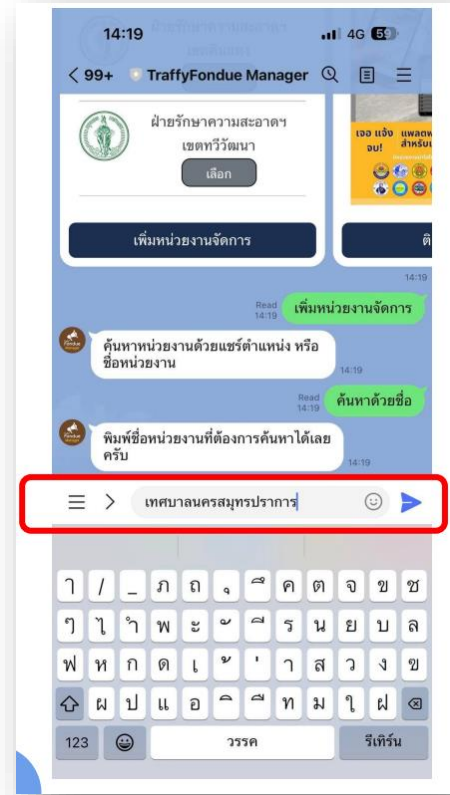 14:19
4G 59
99+ TraffyFondue Manager
ฝ่ายรักษาความสะอาดฯ
เขตทวีวัฒนา
เลือก
เพิ่มหน่วยงานจัดการ
เจอ แจ้ง
จบ!
14:19
Read
14:19
เพิ่มหน่วยงานจัดการ
ค้นหาหน่วยงานด้วยแชร์ตำแหน่ง หรือ
ชื่อหน่วยงาน
14:19
Read
14:19
ค้นหาด้วยชื่อ
พิมพ์ชื่อหน่วยงานที่ต้องการค้นหาได้เลย
ครับ
14:19
เทศบาลนครสมุทรปราการ
ๅ / _ ภ ถ ุ ึ ค ต จ ข ช
ๆ ไ ำ พ ะ ั ี ร น ย บ ล
ฟ ห ก ด เ ้ ่ า ส ว ง ฃ
ผ ป แ อ ิ ื ท ม ใ ฝ
123 วรรค รีเทิร์น